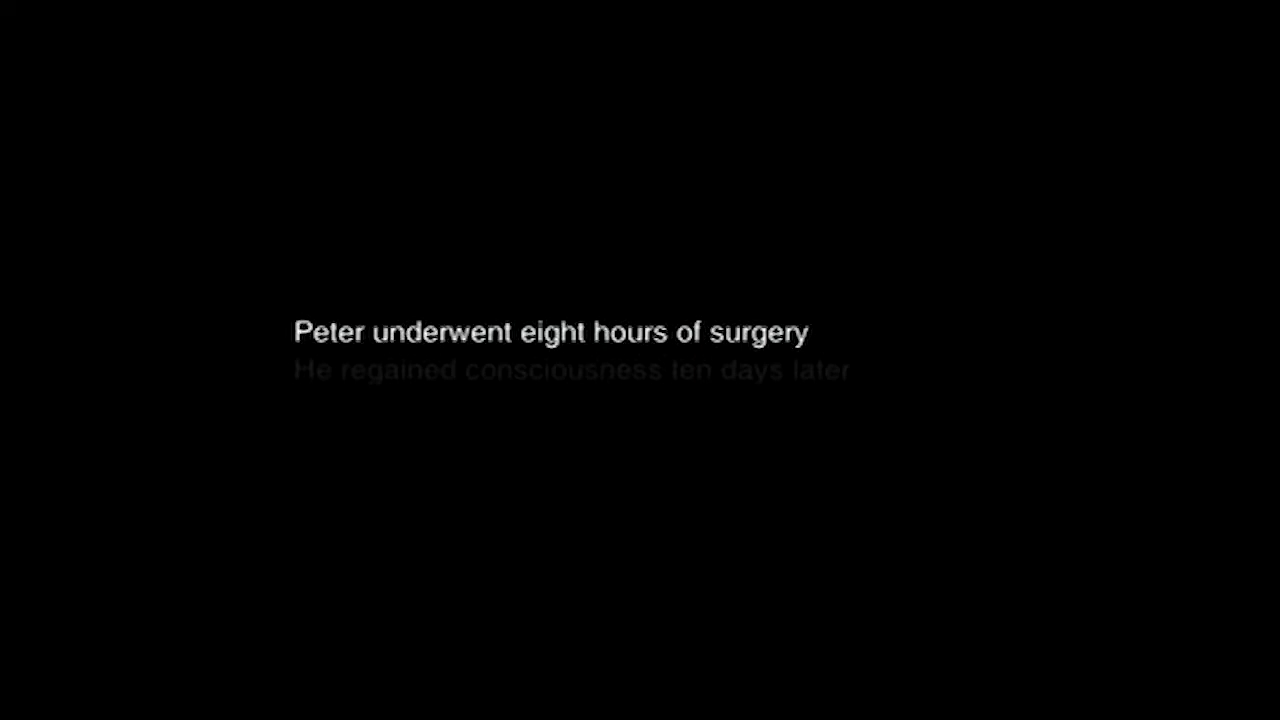 Peter underwent eight hours of surgery
He regained consciousness ten days later